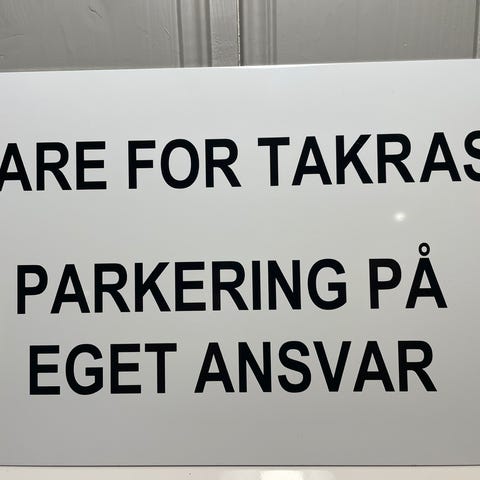 ARE FOR TAKRAS
PARKERING PÅ
EGET ANSVAR